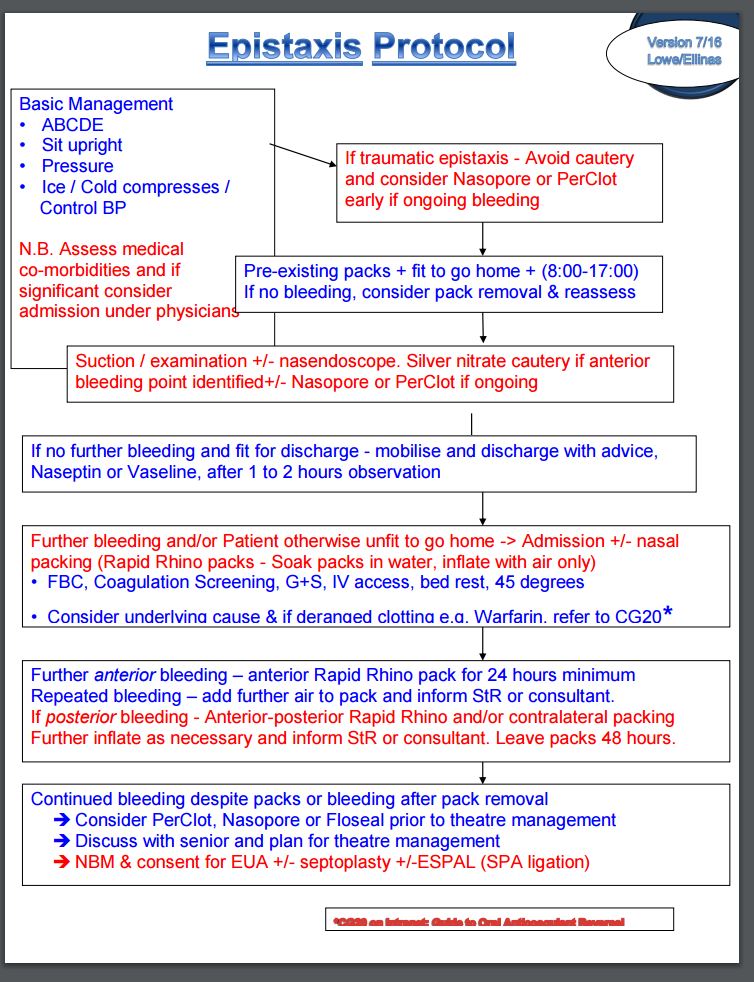 Epistaxis Protocol
Version 7/16
Lowe/Ellinas
Basic Management
• ABCDE
• Sit upright
• Pressure
• Ice / Cold compresses /
Control BP
N.B. Assess medical
co-morbidities and if
significant consider
admission under physicians
If traumatic epistaxis - Avoid cautery
and consider Nasopore or PerClot
early if ongoing bleeding
Pre-existing packs + fit to go home + (8:00-17:00)
If no bleeding, consider pack removal & reassess
Suction / examination +/- nasendoscope. Silver nitrate cautery if anterior
bleeding point identified+/- Nasopore or PerClot if ongoing
If no further bleeding and fit for discharge - mobilise and discharge with advice,
Naseptin or Vaseline, after 1 to 2 hours observation
Further bleeding and/or Patient otherwise unfit to go home -> Admission +/- nasal
packing (Rapid Rhino packs - Soak packs in water, inflate with air only)
• FBC, Coagulation Screening, G+S, IV access, bed rest, 45 degrees
• Consider underlying cause & if deranged clotting e.g. Warfarin, refer to CG20*
Further anterior bleeding – anterior Rapid Rhino pack for 24 hours minimum
Repeated bleeding – add further air to pack and inform StR or consultant.
If posterior bleeding - Anterior-posterior Rapid Rhino and/or contralateral packing
Further inflate as necessary and inform StR or consultant. Leave packs 48 hours.
Continued bleeding despite packs or bleeding after pack removal
➔ Consider PerClot, Nasopore or Floseal prior to theatre management
➔ Discuss with senior and plan for theatre management
➔ NBM & consent for EUA +/- septoplasty +/-ESPAL (SPA ligation)
*CG20 on Intranet: Guide to Oral Anticoagulant Reversal